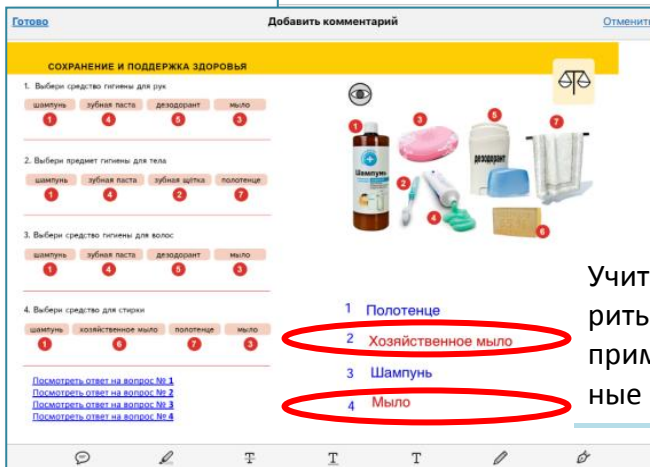 Готово Добавить комментарий Отменить
СОХРАНЕНИЕ И ПОДДЕРЖКА ЗДОРОВЬЯ
1. Выбери средство гигиены для рук
шампунь зубная паста дезодорант мыло
1 4 5 3
2. Выбери предмет гигиены для тела
шампунь зубная паста зубная щётка полотенце
1 4 2 7
3. Выбери средство гигиены для волос
шампунь зубная паста дезодорант мыло
1 4 5 3
4. Выбери средство для стирки
шампунь хозяйственное мыло полотенце мыло
1 6 7 3
Посмотреть ответ на вопрос № 1
Посмотреть ответ на вопрос № 2
Посмотреть ответ на вопрос № 3
Посмотреть ответ на вопрос № 4
1
3
5
7
дезодорант
Шампунь
2
4
6
1 Полотенце
2 Хозяйственное мыло
3 Шампунь
4 Мыло
Учит
рить
прим
ные